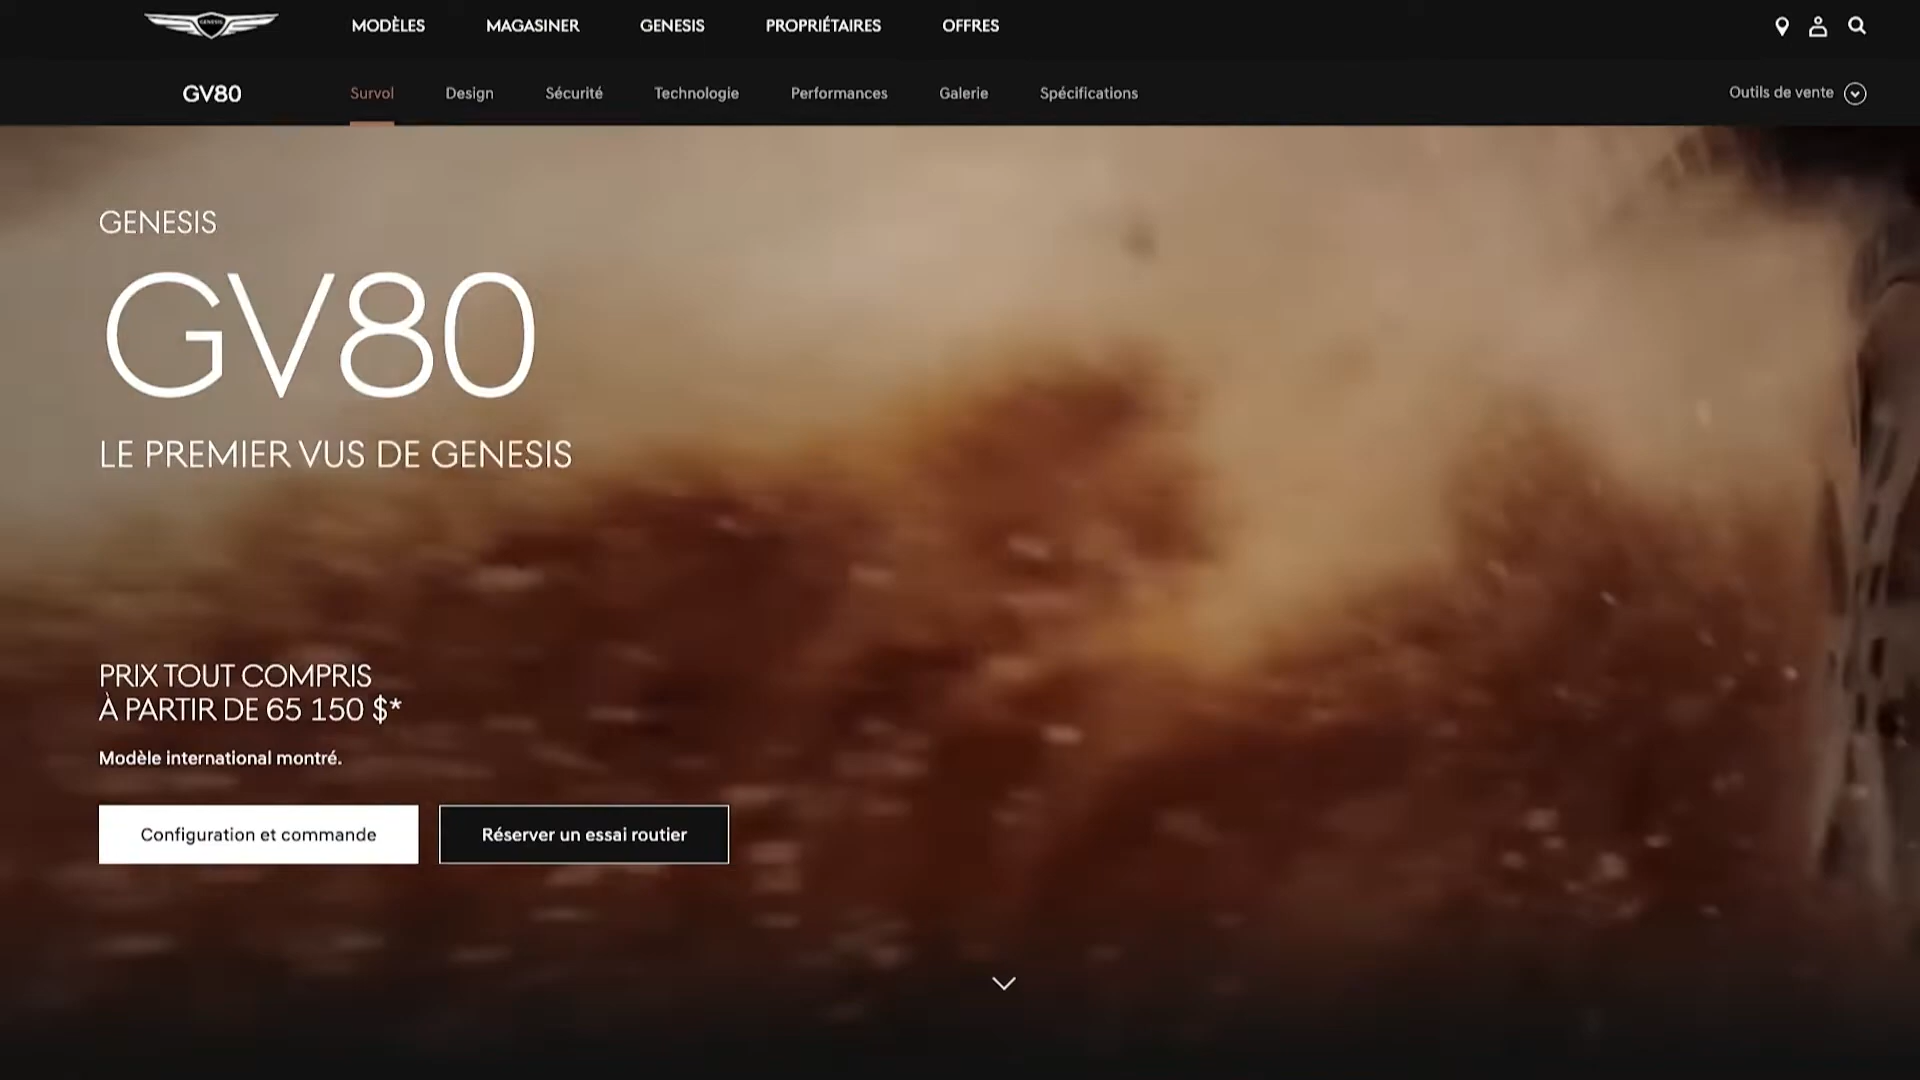 GENESIS
MODÈLES
MAGASINER
GENESIS
PROPRIÉTAIRES
OFFRES
GV80
Survol
Design
Sécurité
Technologie
Performances
Galerie
Spécifications
Outils de vente
GENESIS
GV80
LE PREMIER VUS DE GENESIS
PRIX TOUT COMPRIS
À PARTIR DE 65 150 $*
Modèle international montré.
Configuration et commande
Réserver un essai routier